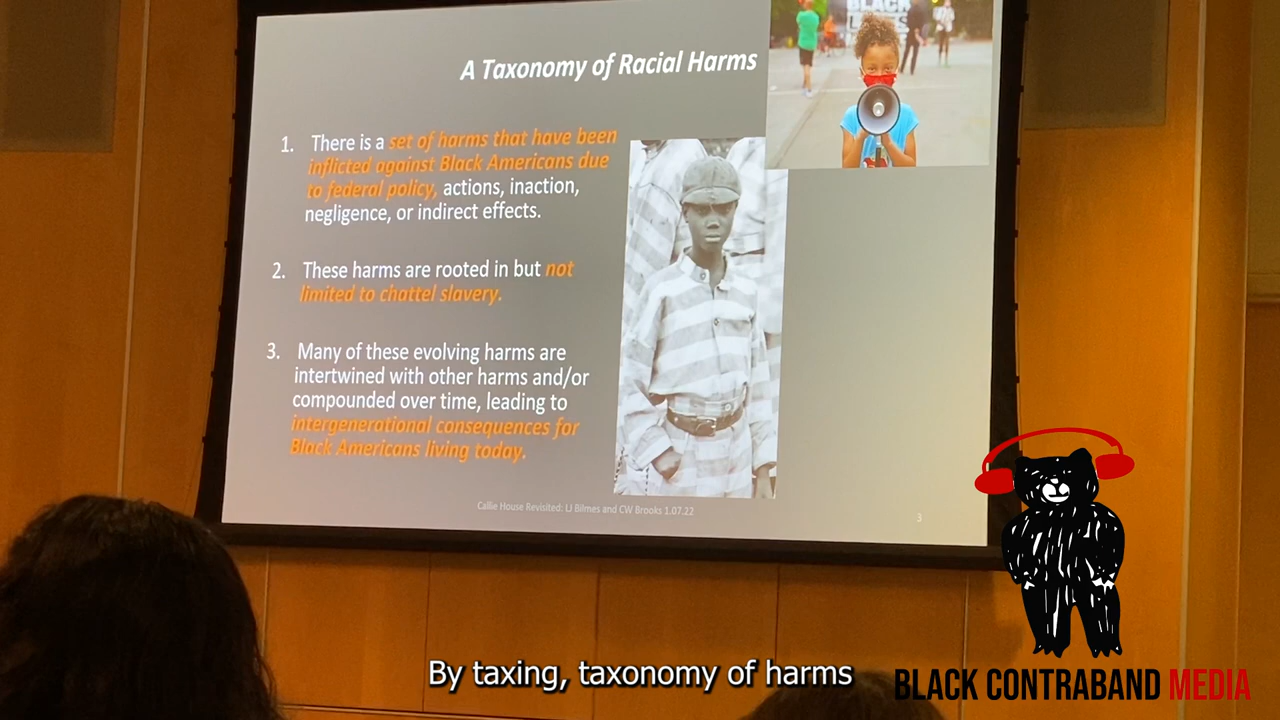 BLACK
LIVES
A Taxonomy of Racial Harms
1. There is a set of harms that have been
inflicted against Black Americans due
to federal policy, actions, inaction,
negligence, or indirect effects.
2. These harms are rooted in but not
limited to chattel slavery.
3. Many of these evolving harms are
intertwined with other harms and/or
compounded over time, leading to
intergenerational consequences for
Black Americans living today.
Callie House Revisited: LJ Bilmes and CW Brooks 1.07.22
3
By taxing, taxonomy of harms
BLACK CONTRABAND MEDIA